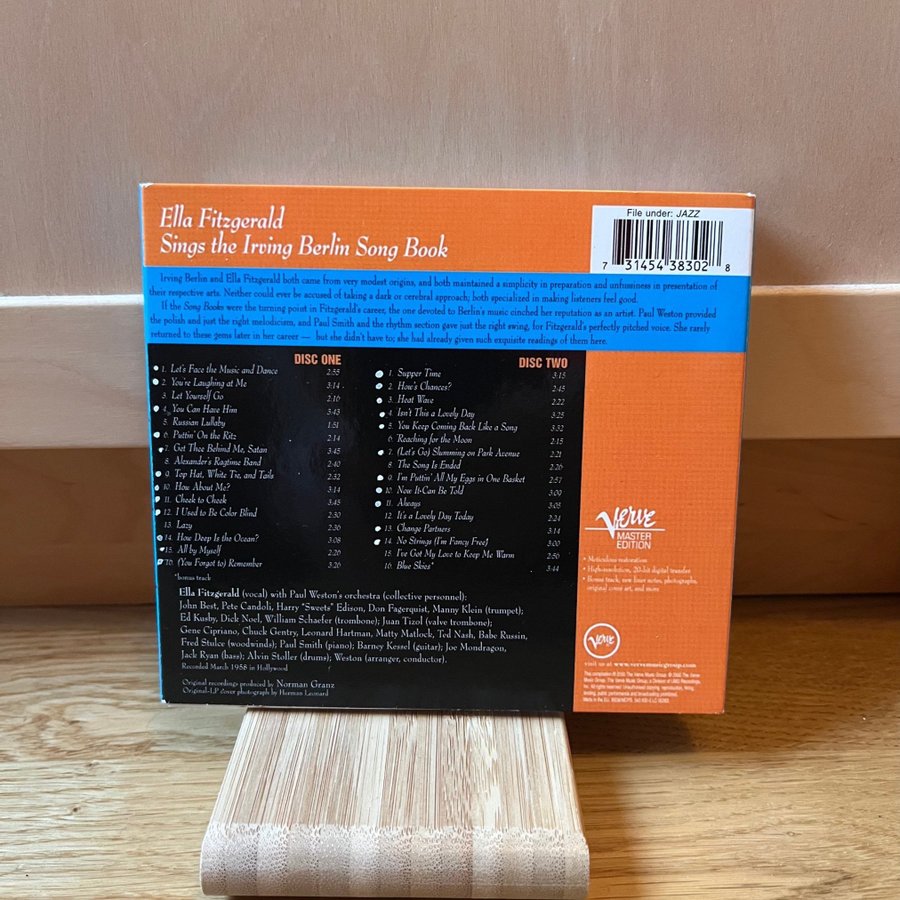 Ella Fitzgerald
Sings the Irving Berlin Song Book
File under: JAZZ
7 31454 38302 8
Irving Berlin and Ella Fitzgerald both came from very modest origins, and both maintained a simplicity in preparation and unfussiness in presentation of
their respective arts. Neither could ever be accused of taking a dark or cerebral approach; both specialized in making listeners feel good.
If the Song Books were the turning point in Fitzgerald's career, the one devoted to Berlin's music cinched her reputation as an artist. Paul Weston provided
the polish and just the right melodicism, and Paul Smith and the rhythm section gave just the right swing, for Fitzgerald's perfectly pitched voice. She rarely
returned to these gems later in her career — but she didn't have to; she had already given such exquisite readings of them here.
DISC ONE
1. Let's Face the Music and Dance 2:55
2. You're Laughing at Me 3:14
3. Let Yourself Go 2:16
4. You Can Have Him 3:43
5. Russian Lullaby 1:51
6. Puttin' On the Ritz 2:14
7. Get Thee Behind Me, Satan 3:45
8. Alexander's Ragtime Band 2:40
9. Top Hat, White Tie, and Tails 2:32
10. How About Me? 3:14
11. Cheek to Cheek 3:45
12. I Used to Be Color Blind 2:30
13. Lazy 2:36
14. How Deep Is the Ocean? 3:08
15. All by Myself 2:26
16. (You Forgot to) Remember 3:26
*bonus track
DISC TWO
1. Supper Time 3:15
2. How's Chances? 2:45
3. Heat Wave 2:22
4. Isn't This a Lovely Day 3:25
5. You Keep Coming Back Like a Song 3:32
6. Reaching for the Moon 2:15
7. (Let's Go) Slumming on Park Avenue 2:21
8. The Song Is Ended 2:26
9. I'm Puttin' All My Eggs in One Basket 2:57
10. Now It Can Be Told 3:00
11. Always 3:05
12. It's a Lovely Day Today 2:24
13. Change Partners 3:14
14. No Strings (I'm Fancy Free) 3:00
15. I've Got My Love to Keep Me Warm 2:56
16. Blue Skies* 3:44
Ella Fitzgerald (vocal) with Paul Weston's orchestra (collective personnel);
John Best, Pete Candoli, Harry "Sweets" Edison, Don Fagerquist, Manny Klein (trumpet);
Ed Kusby, Dick Noel, William Schaefer (trombone); Juan Tizol (valve trombone);
Gene Cipriano, Chuck Gentry, Leonard Hartman, Matty Matlock, Ted Nash, Babe Russin,
Fred Stulce (woodwinds); Paul Smith (piano); Barney Kessel (guitar); Joe Mondragon,
Jack Ryan (bass); Alvin Stoller (drums); Weston (arranger, conductor).
Recorded March 1958 in Hollywood
Original recordings produced by Norman Granz
Original-LP cover photograph by Herman Leonard
Verve
MASTER
EDITION
• Meticulous restoration
• High-resolution, 20-bit digital transfer
• Bonus track, new liner notes, photographs,
original cover art, and more
Verve
visit us at www.vervemusicgroup.com